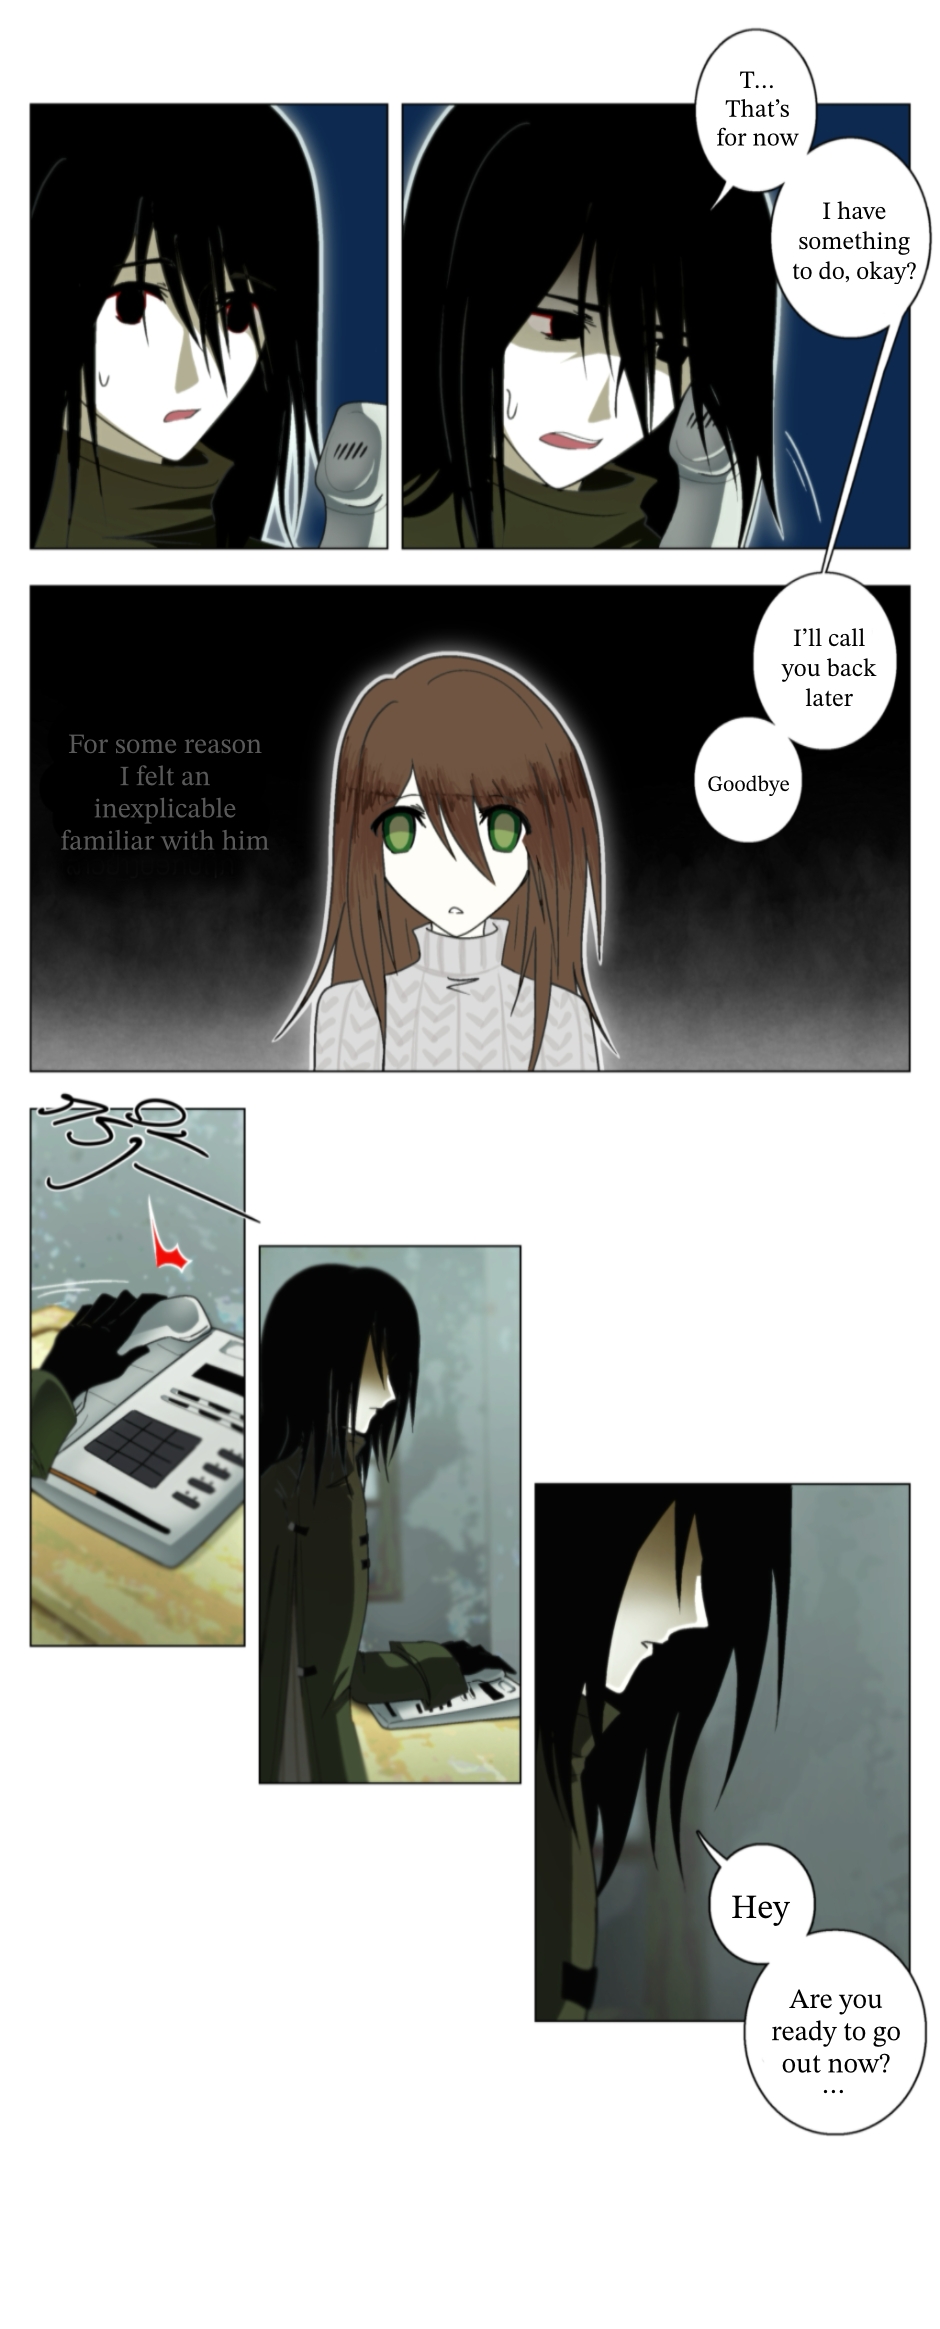 T...
That's
for now
I have
something
to do, okay?
I'll call
you back
later
Goodbye
For some reason
I felt an
inexplicable
familiar with him
Hey
Are you
ready to go
out now?
...